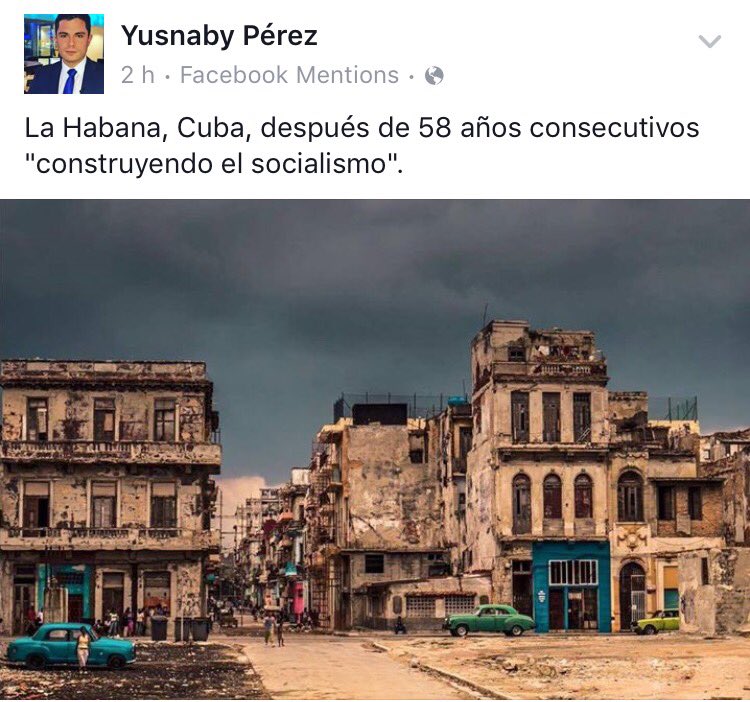 Yusnaby Pérez
2 h · Facebook Mentions ·
La Habana, Cuba, después de 58 años consecutivos
"construyendo el socialismo".